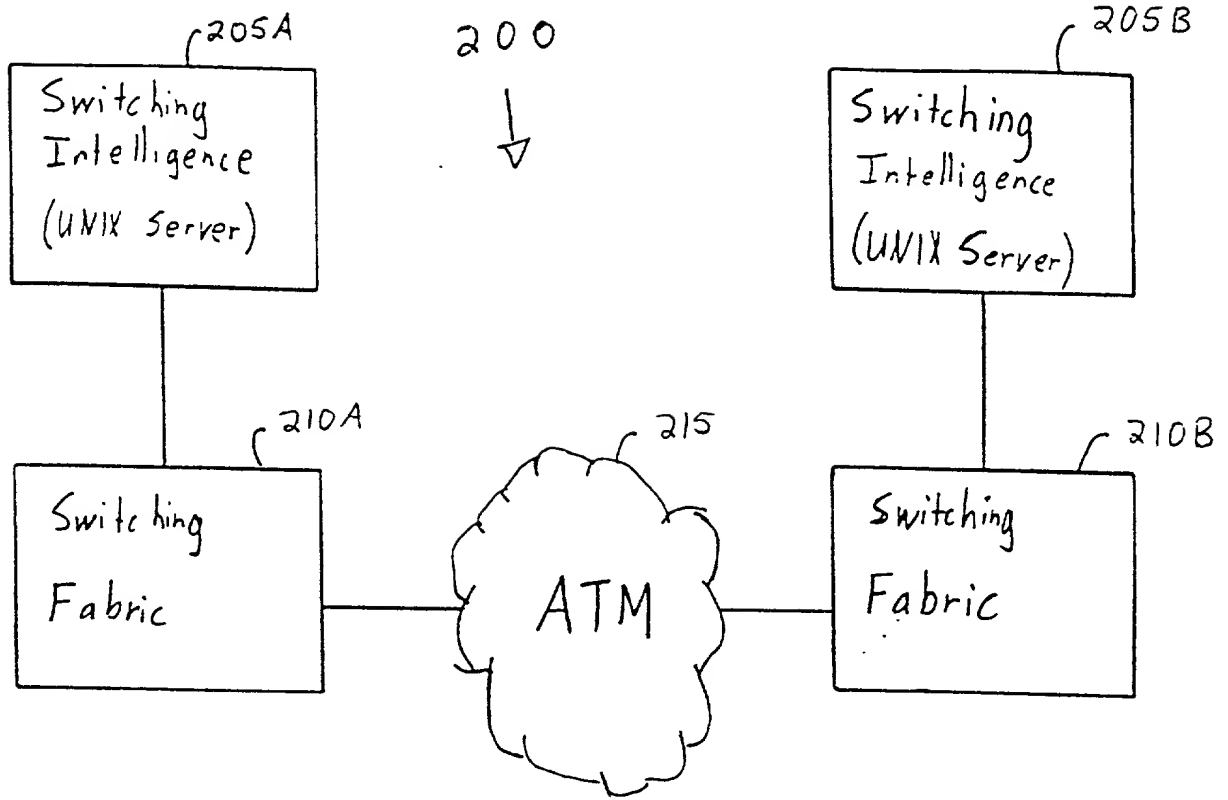 205A
200
205B
Switching
Intelligence
(UNIX Server)
Switching
Intelligence
(UNIX Server)
210A
215
210B
Switching
Fabric
ATM
Switching
Fabric